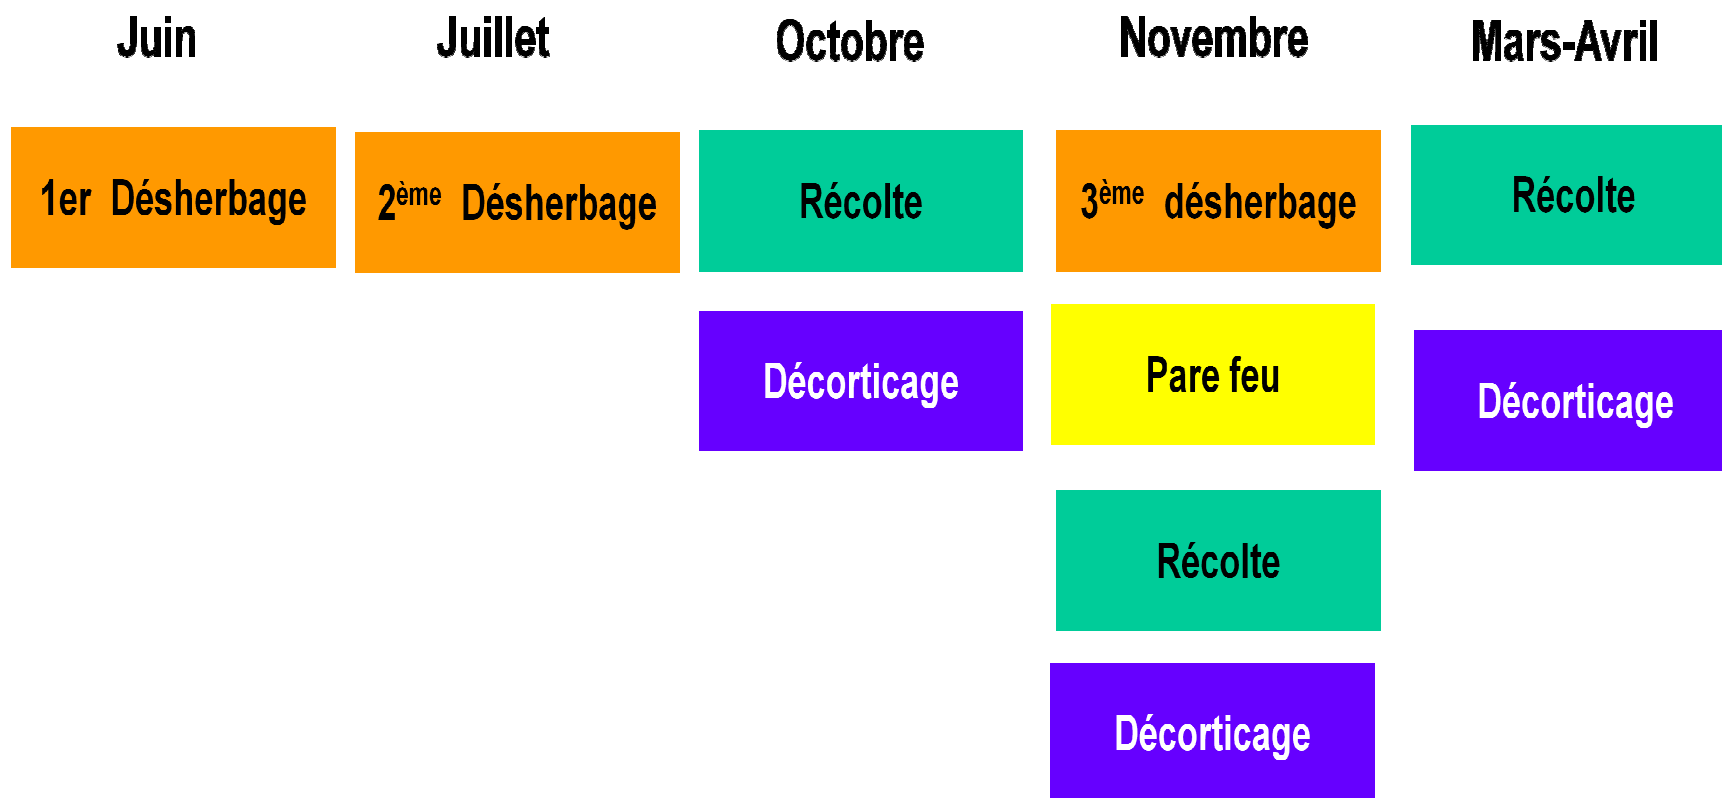 Juin
Juillet
Octobre
Novembre
Mars-Avril
1er Désherbage
2ème Désherbage
Récolte
3ème désherbage
Récolte
Décorticage
Pare feu
Décorticage
Récolte
Décorticage